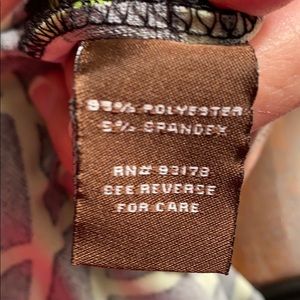 95% POLYESTER
5% SPANDEX
RN# 93178
SEE REVERSE
FOR CARE